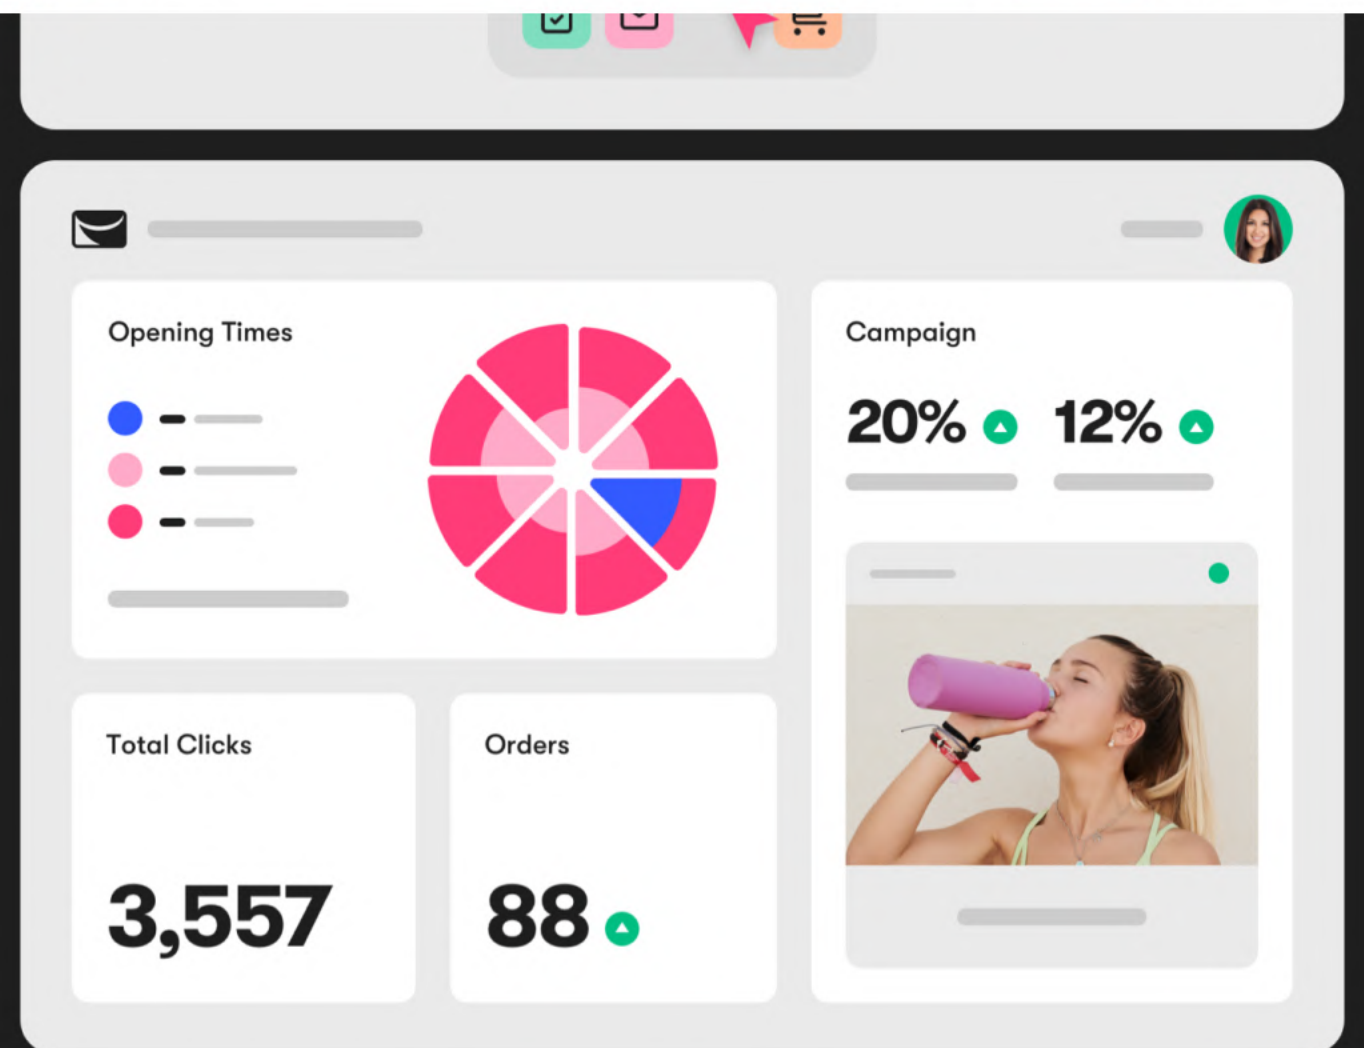 Opening Times
Campaign
20% 12%
Total Clicks
Orders
3,557
88